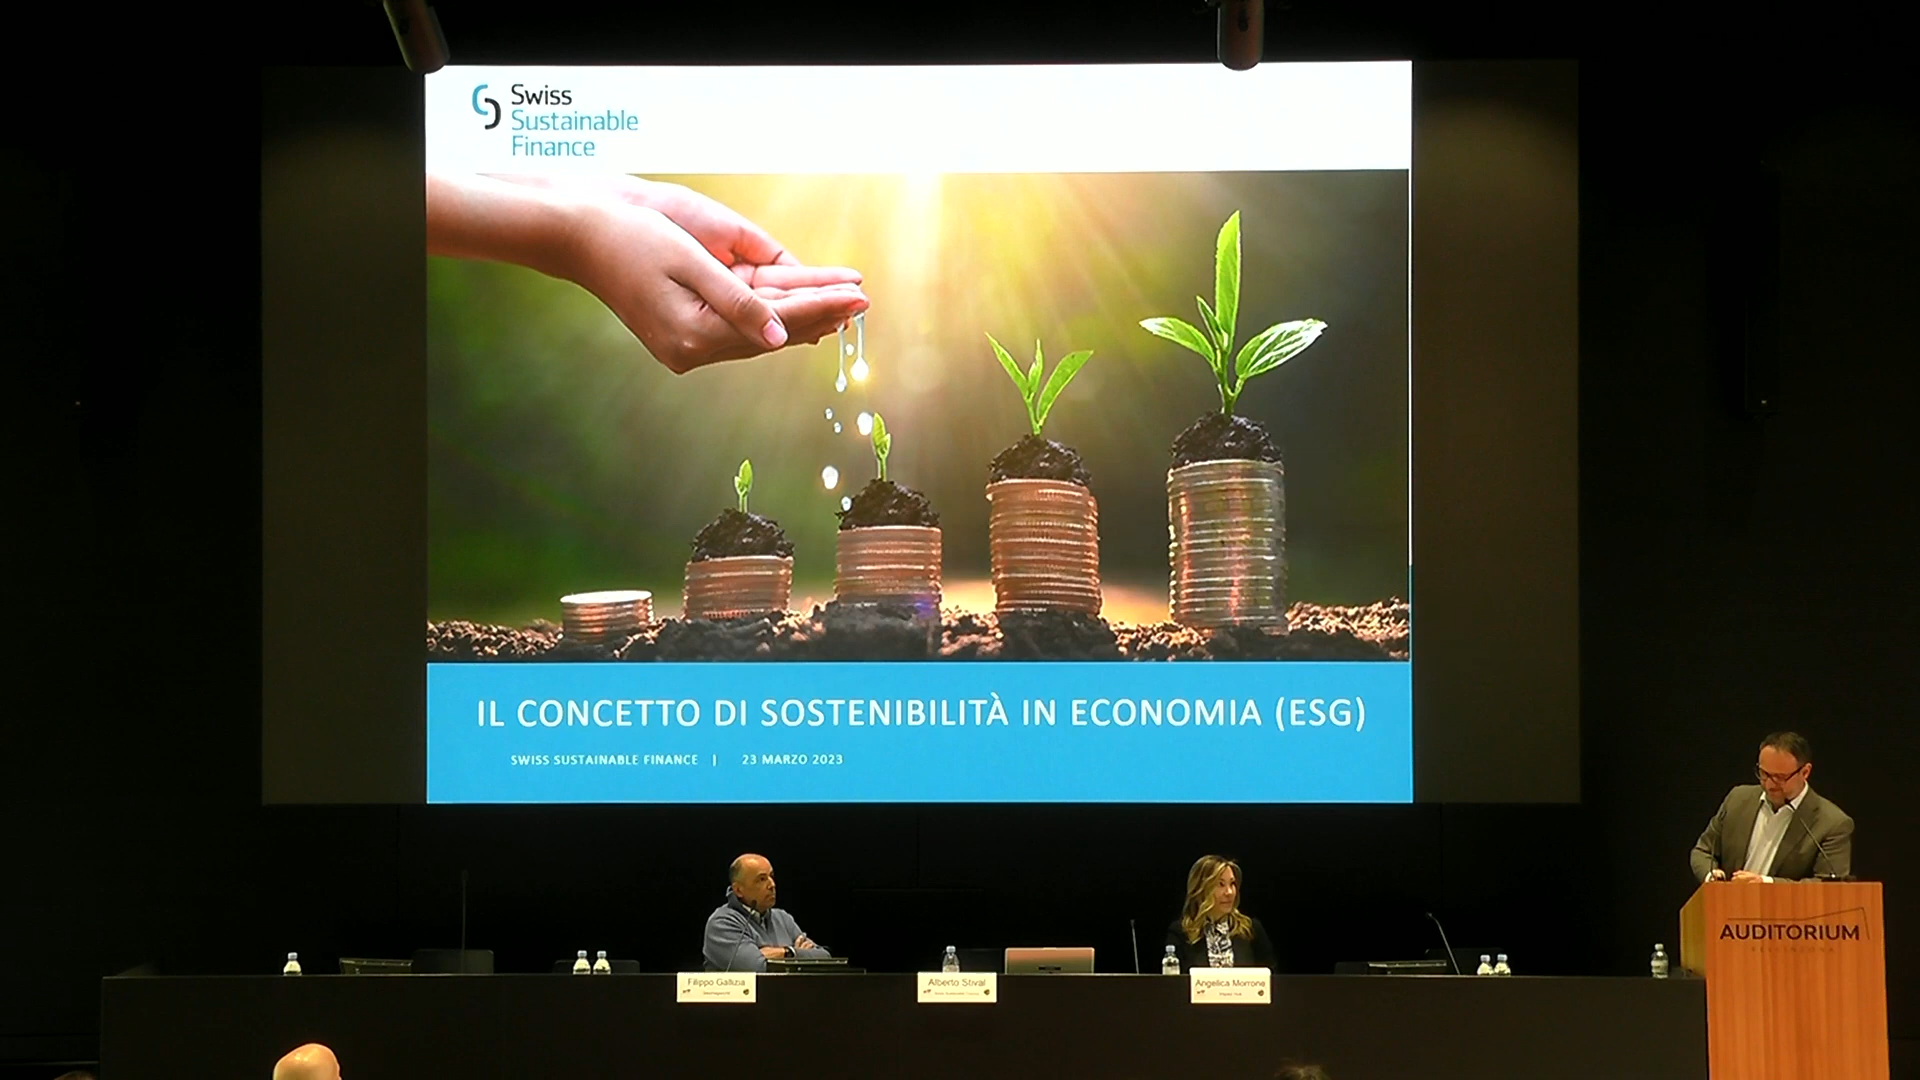 Swiss
Sustainable
Finance
IL CONCETTO DI SOSTENIBILITÀ IN ECONOMIA (ESG)
SWISS SUSTAINABLE FINANCE | 23 MARZO 2023
Filippo Gallizia
Alberto Stival
Angelica Morrone
AUDITORIUM